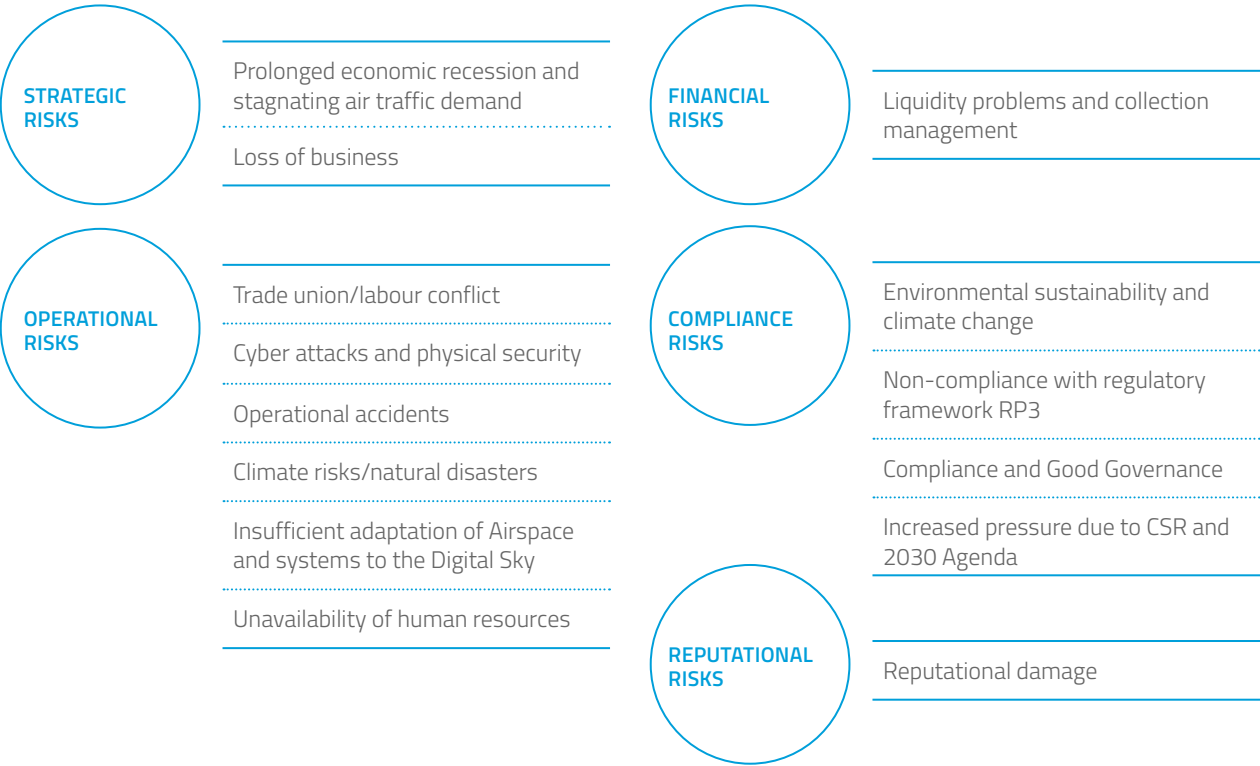 STRATEGIC
RISKS
Prolonged economic recession and
stagnating air traffic demand
Loss of business
FINANCIAL
RISKS
Liquidity problems and collection
management
OPERATIONAL
RISKS
Trade union/labour conflict
Cyber attacks and physical security
Operational accidents
Climate risks/natural disasters
Insufficient adaptation of Airspace
and systems to the Digital Sky
Unavailability of human resources
COMPLIANCE
RISKS
Environmental sustainability and
climate change
Non-compliance with regulatory
framework RP3
Compliance and Good Governance
Increased pressure due to CSR and
2030 Agenda
REPUTATIONAL
RISKS
Reputational damage